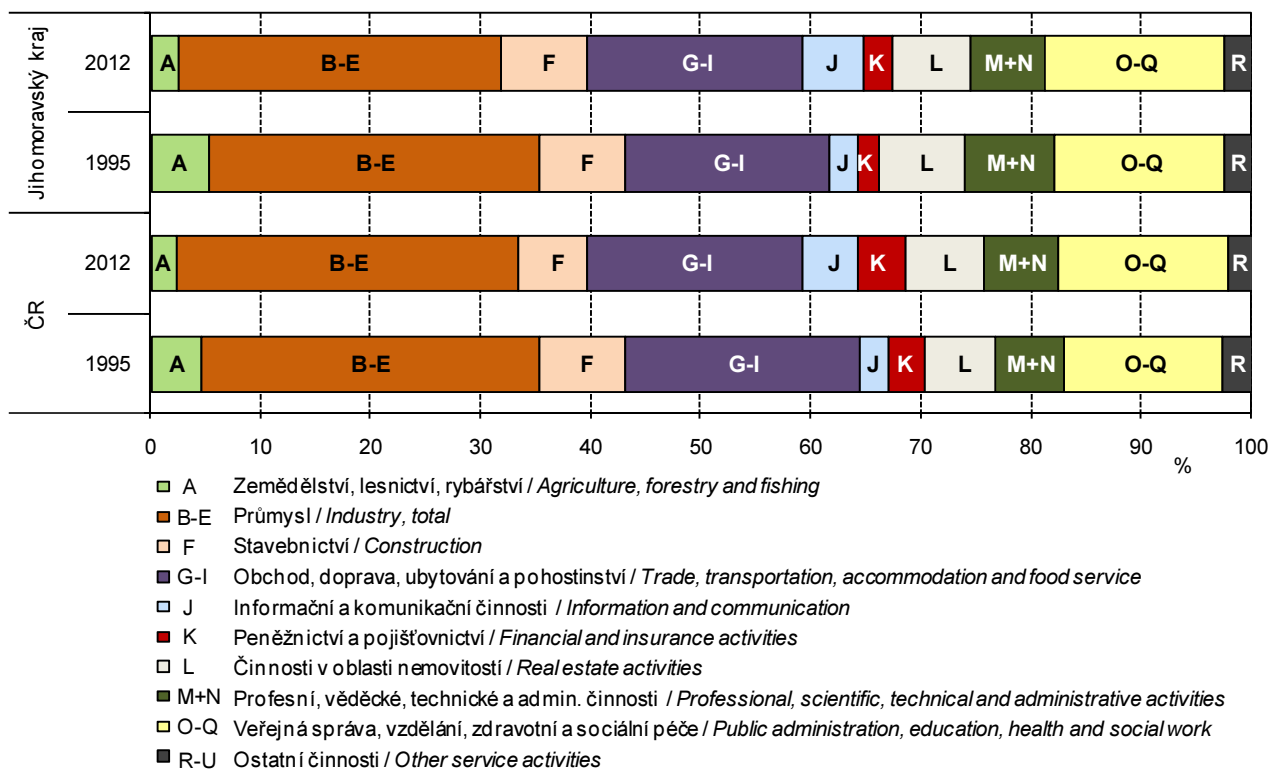 Jihomoravský kraj
2012
A B-E F G-I J K L M+N O-Q R
1995
A B-E F G-I J K L M+N O-Q R
ČR
2012
A B-E F G-I J K L M+N O-Q R
1995
A B-E F G-I J K L M+N O-Q R
0 10 20 30 40 50 60 70 80 90 100
%
A Zemědělství, lesnictví, rybářství / Agriculture, forestry and fishing
B-E Průmysl / Industry, total
F Stavebnictví / Construction
G-I Obchod, doprava, ubytování a pohostinství / Trade, transportation, accommodation and food service
J Informační a komunikační činnosti / Information and communication
K Peněžnictví a pojišťovnictví / Financial and insurance activities
L Činnosti v oblasti nemovitostí / Real estate activities
M+N Profesní, věděcké, technické a admin. činnosti / Professional, scientific, technical and administrative activities
O-Q Veřejná správa, vzdělání, zdravotní a sociální péče / Public administration, education, health and social work
R-U Ostatní činnosti / Other service activities